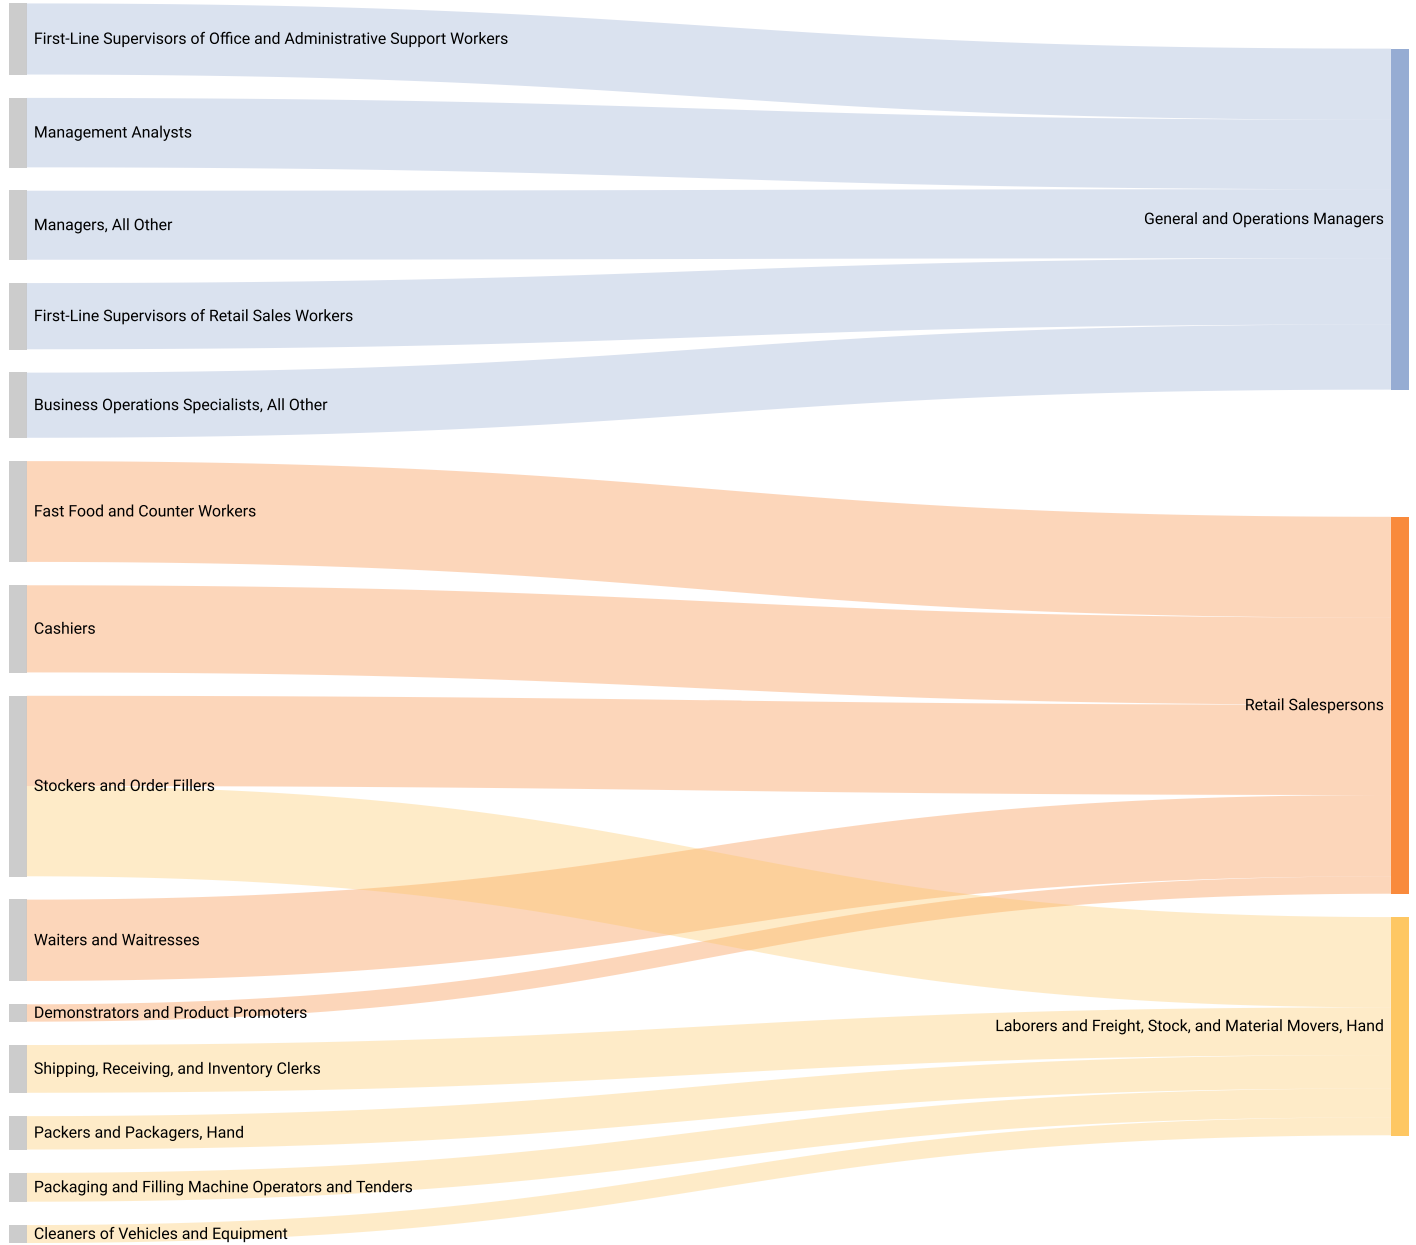 First-Line Supervisors of Office and Administrative Support Workers
Management Analysts
Managers, All Other
General and Operations Managers
First-Line Supervisors of Retail Sales Workers
Business Operations Specialists, All Other
Fast Food and Counter Workers
Cashiers
Retail Salespersons
Stockers and Order Fillers
Waiters and Waitresses
Demonstrators and Product Promoters
Laborers and Freight, Stock, and Material Movers, Hand
Shipping, Receiving, and Inventory Clerks
Packers and Packagers, Hand
Packaging and Filling Machine Operators and Tenders
Cleaners of Vehicles and Equipment